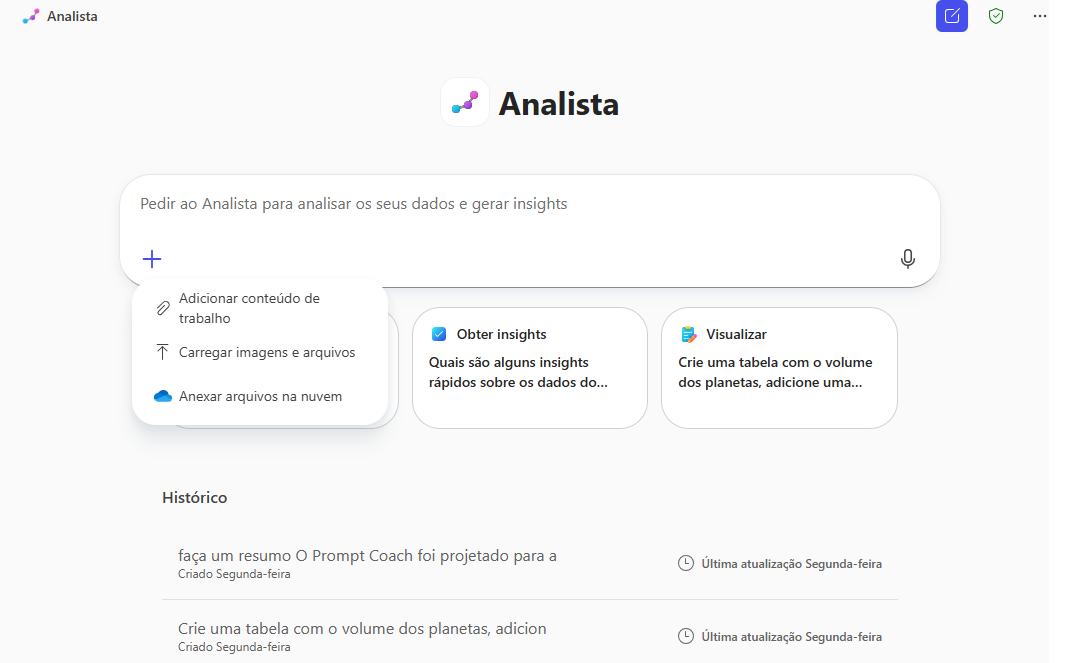 Analista
Analista
Pedir ao Analista para analisar os seus dados e gerar insights
Adicionar conteúdo de
trabalho
Carregar imagens e arquivos
Anexar arquivos na nuvem
Obter insights
Quais são alguns insights
rápidos sobre os dados do...
Visualizar
Crie uma tabela com o volume
dos planetas, adicione uma...
Histórico
faça um resumo O Prompt Coach foi projetado para a
Criado Segunda-feira
Última atualização Segunda-feira
Crie uma tabela com o volume dos planetas, adicion
Criado Segunda-feira
Última atualização Segunda-feira